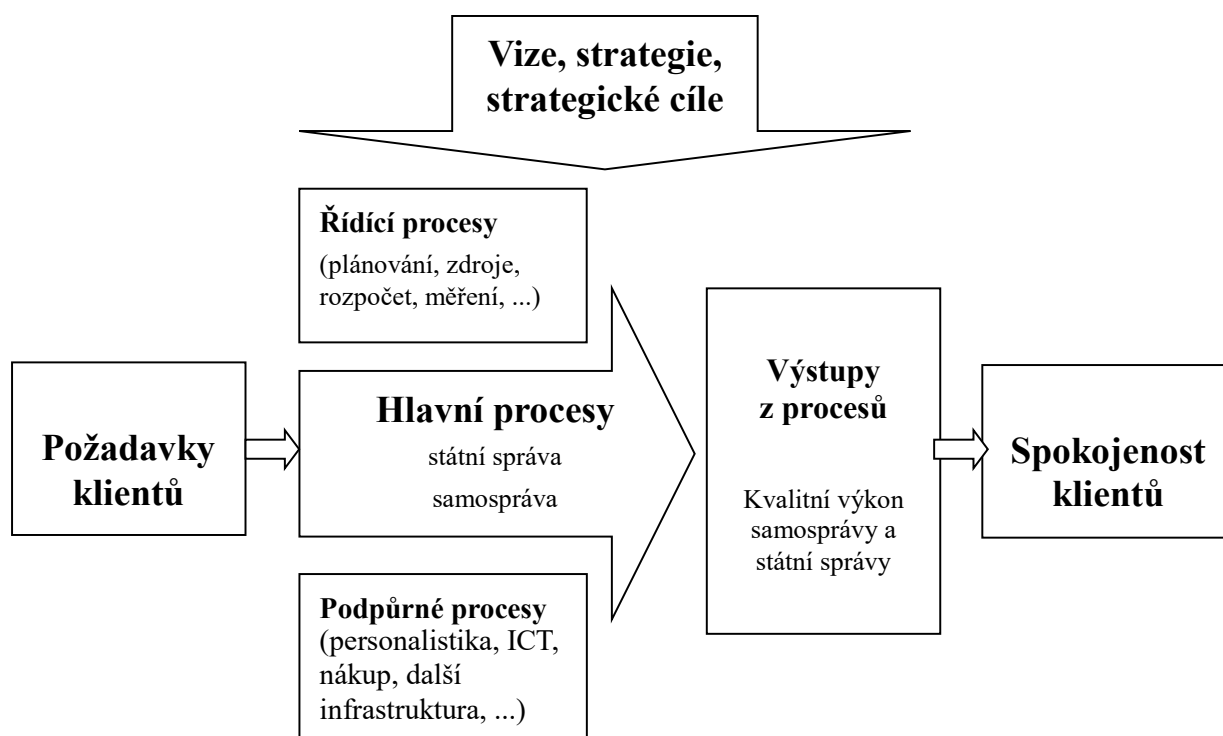 Vize, strategie,
strategické cíle
Řídící procesy
(plánování, zdroje,
rozpočet, měření, ...)
Požadavky
klientů
Hlavní procesy
státní správa
samospráva
Výstupy
z procesů
Kvalitní výkon
samosprávy a
státní správy
Spokojenost
klientů
Podpůrné procesy
(personalistika, ICT,
nákup, další
infrastruktura, ...)